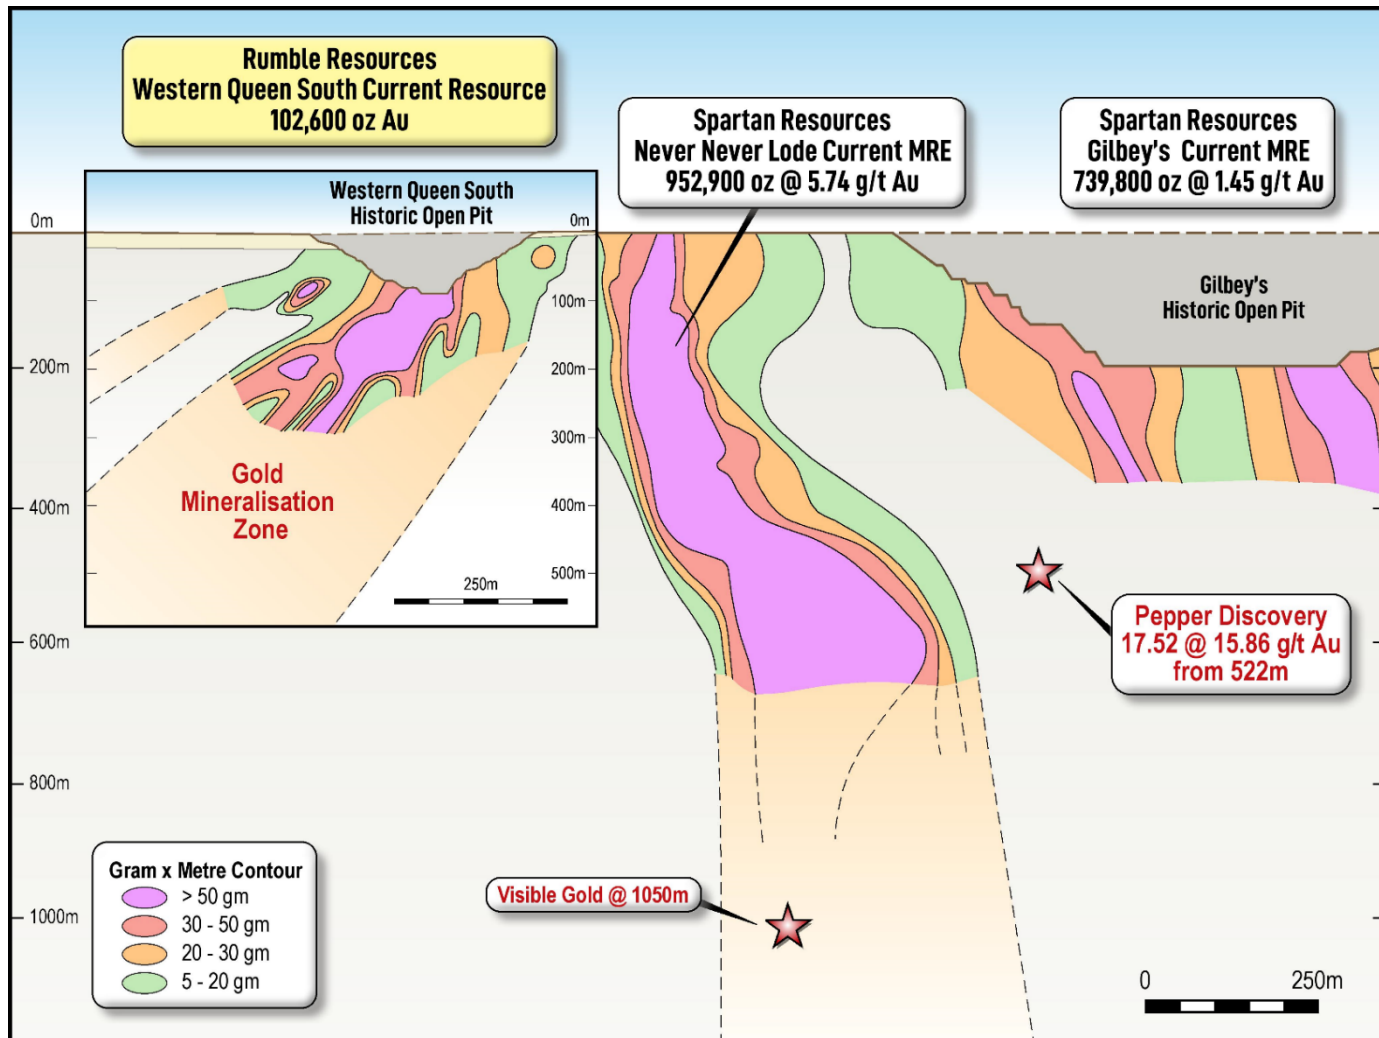 Rumble Resources
Western Queen South Current Resource
102,600 oz Au
Spartan Resources
Never Never Lode Current MRE
952,900 oz @ 5.74 g/t Au
Spartan Resources
Gilbey's Current MRE
739,800 oz @ 1.45 g/t Au
Western Queen South
Historic Open Pit
0m
0m
100m
200m
300m
400m
500m
Gold
Mineralisation
Zone
250m
200m
400m
600m
800m
1000m
Gilbey's
Historic Open Pit
Pepper Discovery
17.52 @ 15.86 g/t Au
from 522m
Visible Gold @ 1050m
Gram x Metre Contour
> 50 gm
30 - 50 gm
20 - 30 gm
5 - 20 gm
0 250m